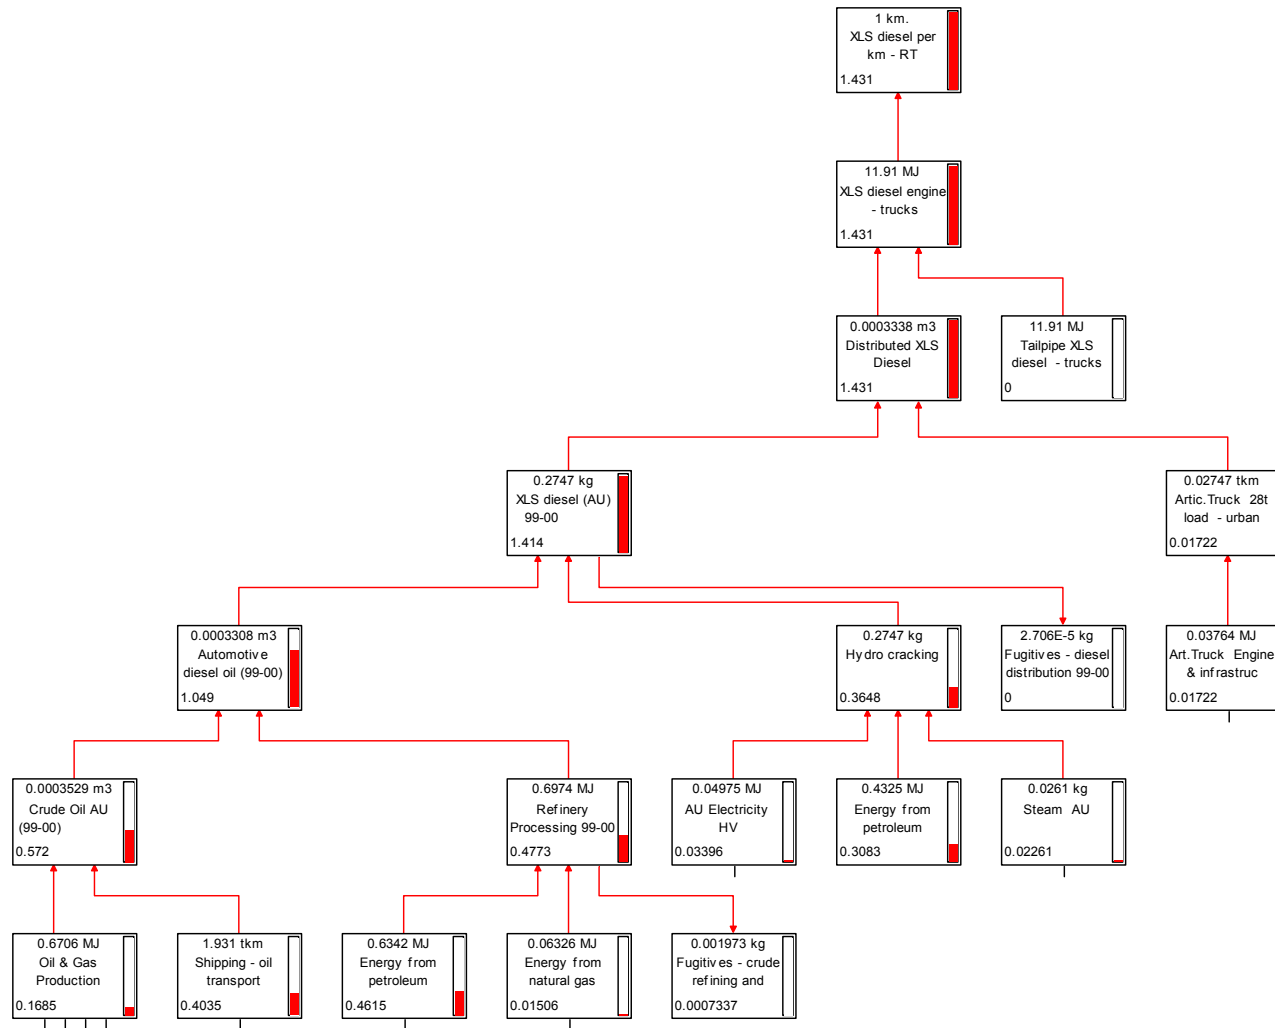 1 km.
XLS diesel per
km - RT
1.431
11.91 MJ
XLS diesel engine
- trucks
1.431
0.0003338 m3
Distributed XLS
Diesel
1.431
11.91 MJ
Tailpipe XLS
diesel - trucks
0
0.2747 kg
XLS diesel (AU)
99-00
1.414
0.02747 tkm
Artic.Truck 28t
load - urban
0.01722
0.0003308 m3
Automotive
diesel oil (99-00)
1.049
0.2747 kg
Hydro cracking
0.3648
2.706E-5 kg
Fugitives - diesel
distribution 99-00
0
0.03764 MJ
Art.Truck Engine
& infrastruc
0.01722
0.0003529 m3
Crude Oil AU
(99-00)
0.572
0.6974 MJ
Refinery
Processing 99-00
0.4773
0.04975 MJ
AU Electricity
HV
0.03396
0.4325 MJ
Energy from
petroleum
0.3083
0.0261 kg
Steam AU
0.02261
0.6706 MJ
Oil & Gas
Production
0.1685
1.931 tkm
Shipping - oil
transport
0.4035
0.6342 MJ
Energy from
petroleum
0.4615
0.06326 MJ
Energy from
natural gas
0.01506
0.001973 kg
Fugitives - crude
refining and
0.0007337